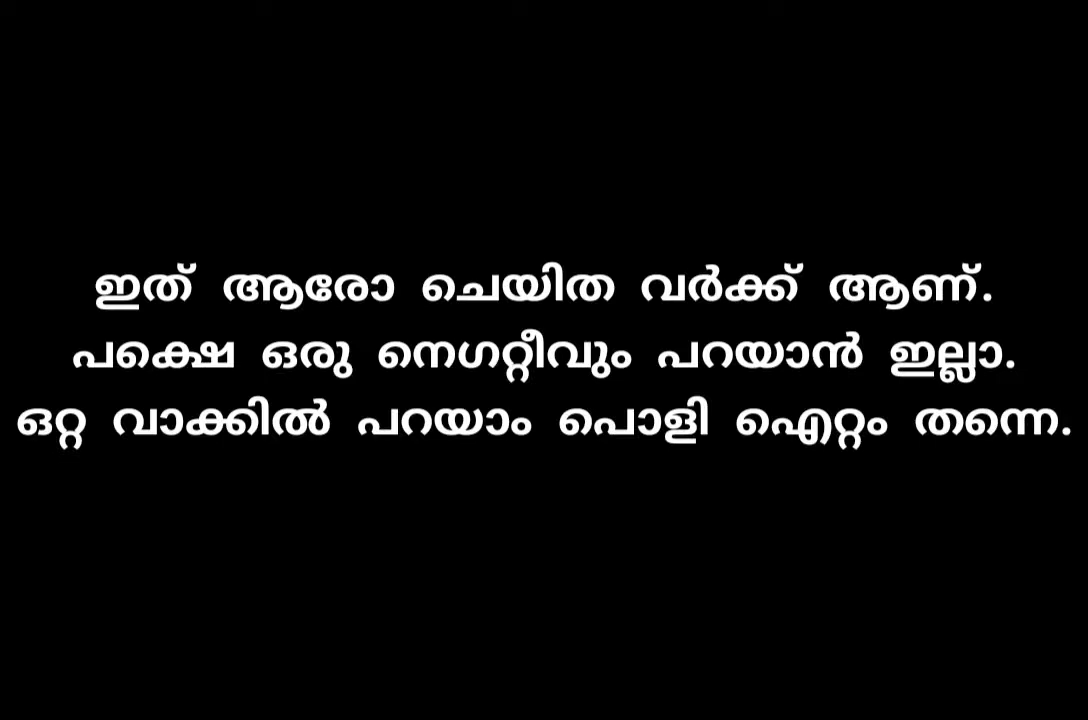 ഇത് ആരോ ചെയിത വർക്ക് ആണ്.
പക്ഷെ ഒരു നെഗറ്റീവും പറയാൻ ഇല്ലാ.
ഒറ്റ വാക്കിൽ പറയാം പൊളി ഐറ്റം തന്നെ.